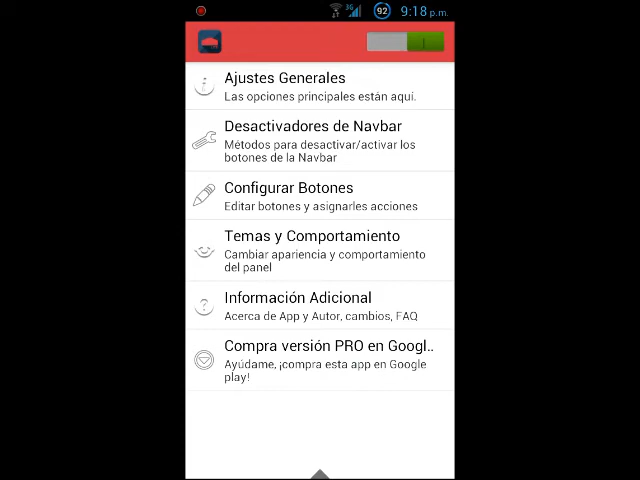 3G 92 9:18 p.m.
Ajustes Generales
Las opciones principales están aquí.
Desactivadores de Navbar
Métodos para desactivar/activar los
botones de la Navbar
Configurar Botones
Editar botones y asignarles acciones
Temas y Comportamiento
Cambiar apariencia y comportamiento
del panel
Información Adicional
Acerca de App y Autor, cambios, FAQ
Compra versión PRO en Googl..
Ayúdame, ¡compra esta app en Google
play!